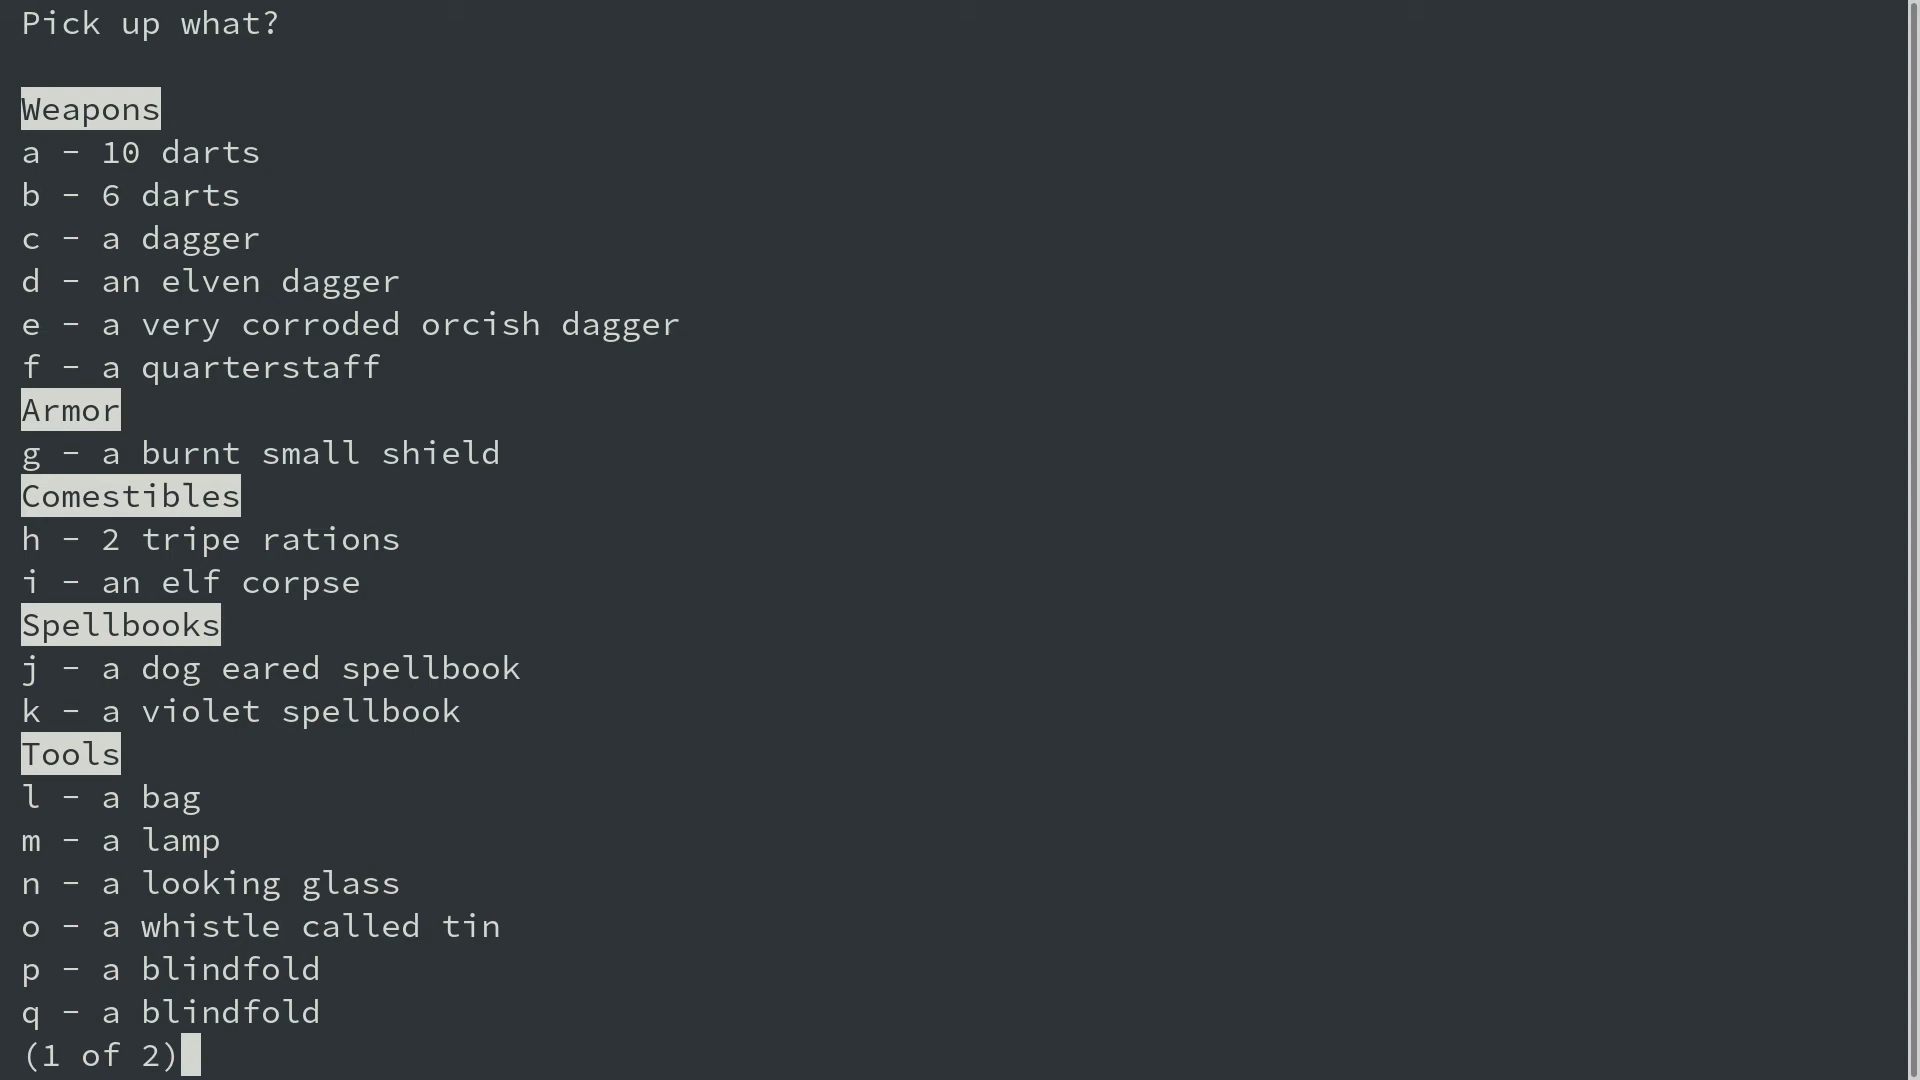 Pick up what?
Weapons
a - 10 darts
b - 6 darts
c - a dagger
d - an elven dagger
e - a very corroded orcish dagger
f - a quarterstaff
Armor
g - a burnt small shield
Comestibles
h - 2 tripe rations
i - an elf corpse
Spellbooks
j - a dog eared spellbook
k - a violet spellbook
Tools
l - a bag
m - a lamp
n - a looking glass
o - a whistle called tin
p - a blindfold
q - a blindfold
(1 of 2)